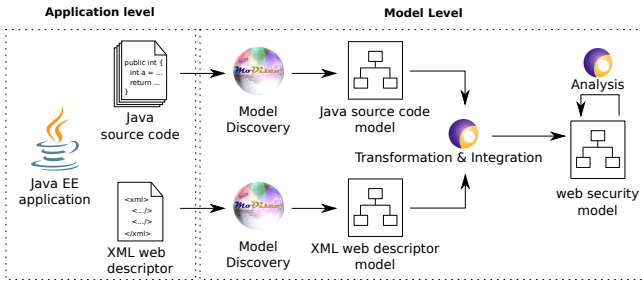 Application level
Model Level
public int {
int a = ...
return ...
}
Java
source code
MoDisco
Model
Discovery
Java source code
model
Analysis
Transformation & Integration
web security
model
Java EE
application
<xml>
<.../>
<.../>
</xml>
XML web
descriptor
MoDisco
Model
Discovery
XML web descriptor
model